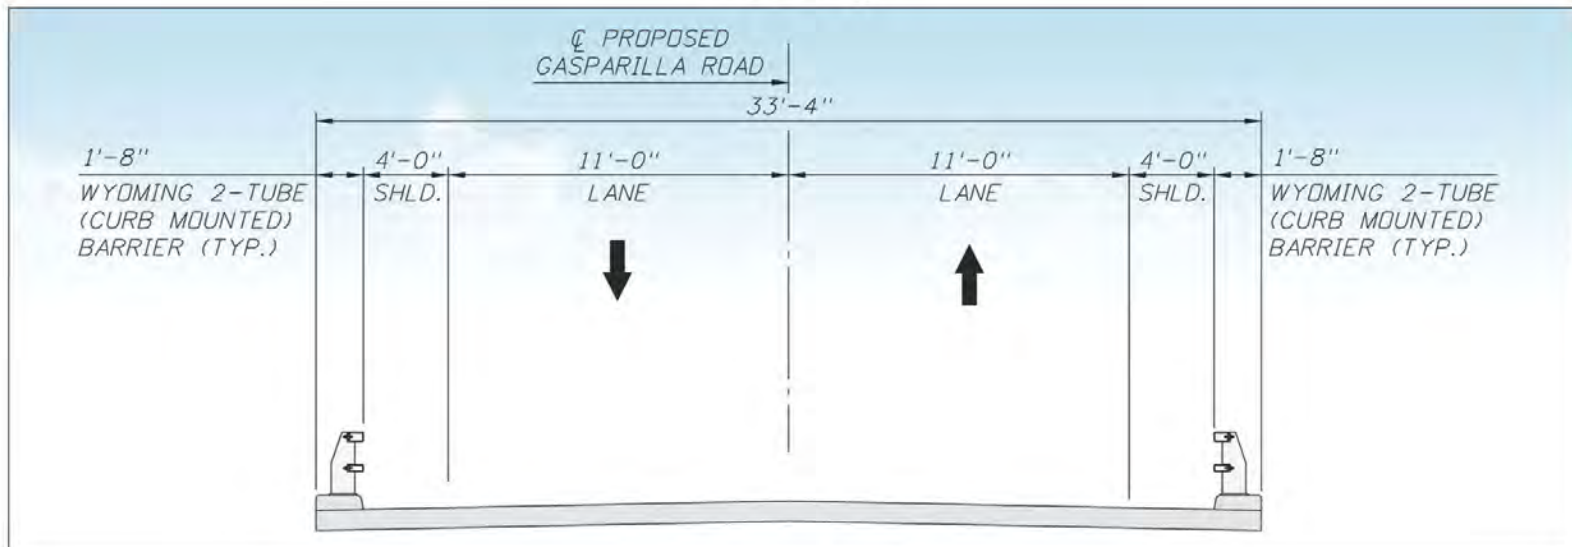 ℄ PROPOSED
GASPARILLA ROAD
33'-4"
1'-8"
4'-0"
11'-0"
11'-0"
4'-0"
1'-8"
WYOMING 2-TUBE
(CURB MOUNTED)
BARRIER (TYP.)
SHLD.
LANE
LANE
SHLD.
WYOMING 2-TUBE
(CURB MOUNTED)
BARRIER (TYP.)